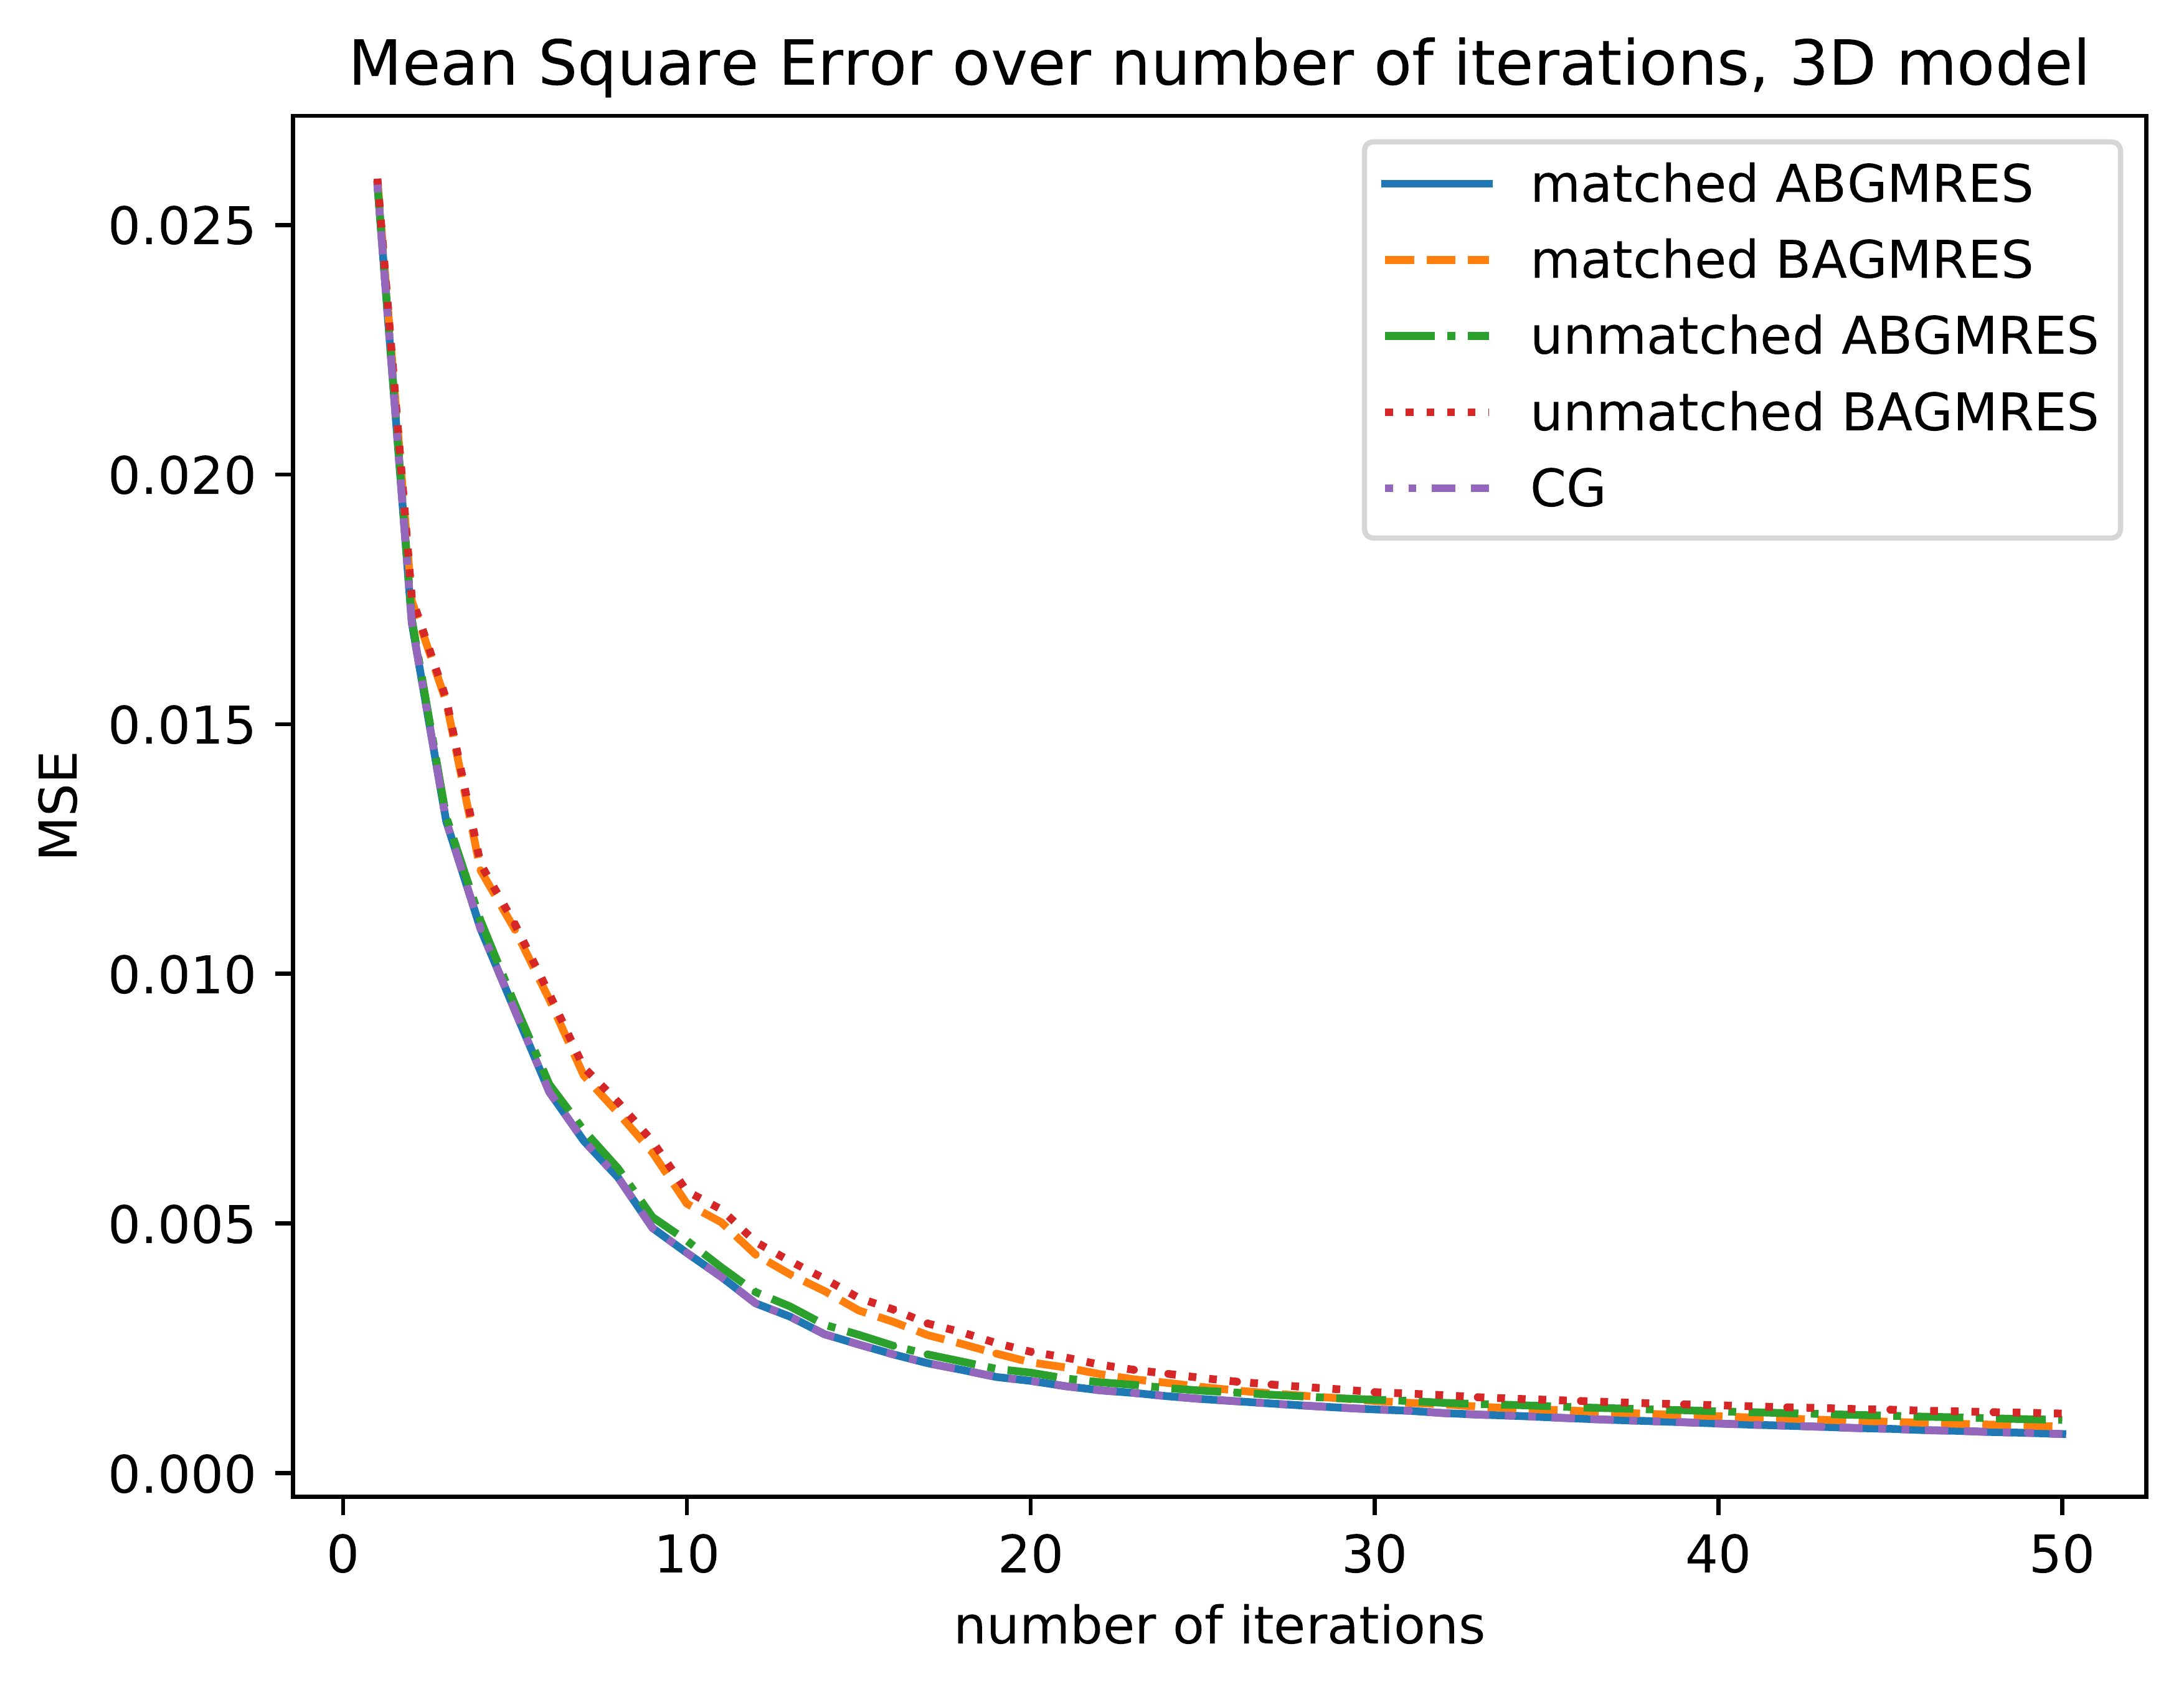 Mean Square Error over number of iterations, 3D model
matched ABGMRES
matched BAGMRES
unmatched ABGMRES
unmatched BAGMRES
CG
MSE
0.025
0.020
0.015
0.010
0.005
0.000
0 10 20 30 40 50
number of iterations